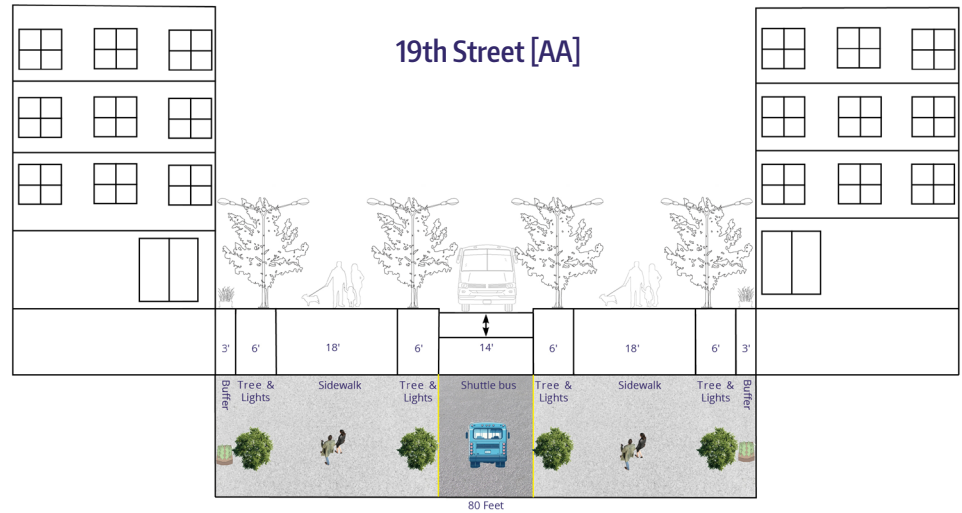 19th Street [AA]
3' 6' 18' 6' 14' 6' 18' 6' 3'
Buffer
Tree &
Lights
Sidewalk
Tree &
Lights
Shuttle bus
Tree &
Lights
Sidewalk
Tree &
Lights
Buffer
80 Feet